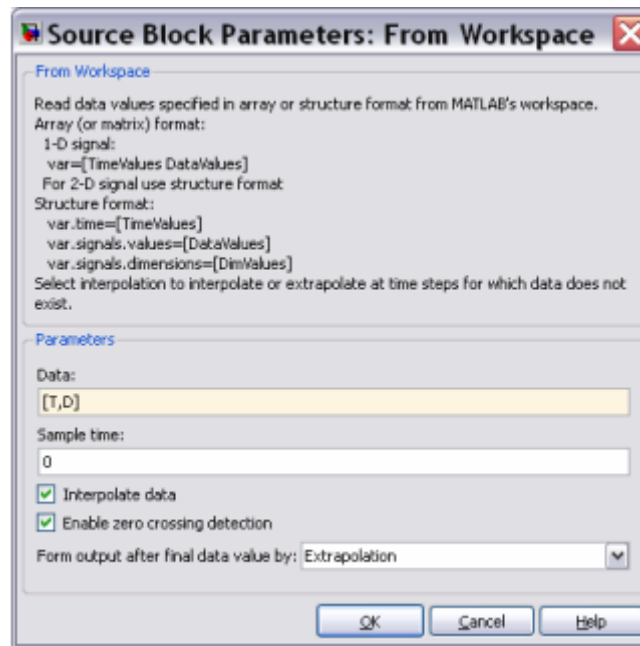 Source Block Parameters: From Workspace
From Workspace
Read data values specified in array or structure format from MATLAB's workspace.
Array (or matrix) format:
1-D signal:
var=[TimeValues DataValues]
For 2-D signal use structure format
Structure format:
var.time=[TimeValues]
var.signals.values=[DataValues]
var.signals.dimensions=[DimValues]
Select interpolation to interpolate or extrapolate at time steps for which data does not
exist.
Parameters
Data:
[T,D]
Sample time:
0
Interpolate data
Enable zero crossing detection
Form output after final data value by: Extrapolation
OK Cancel Help